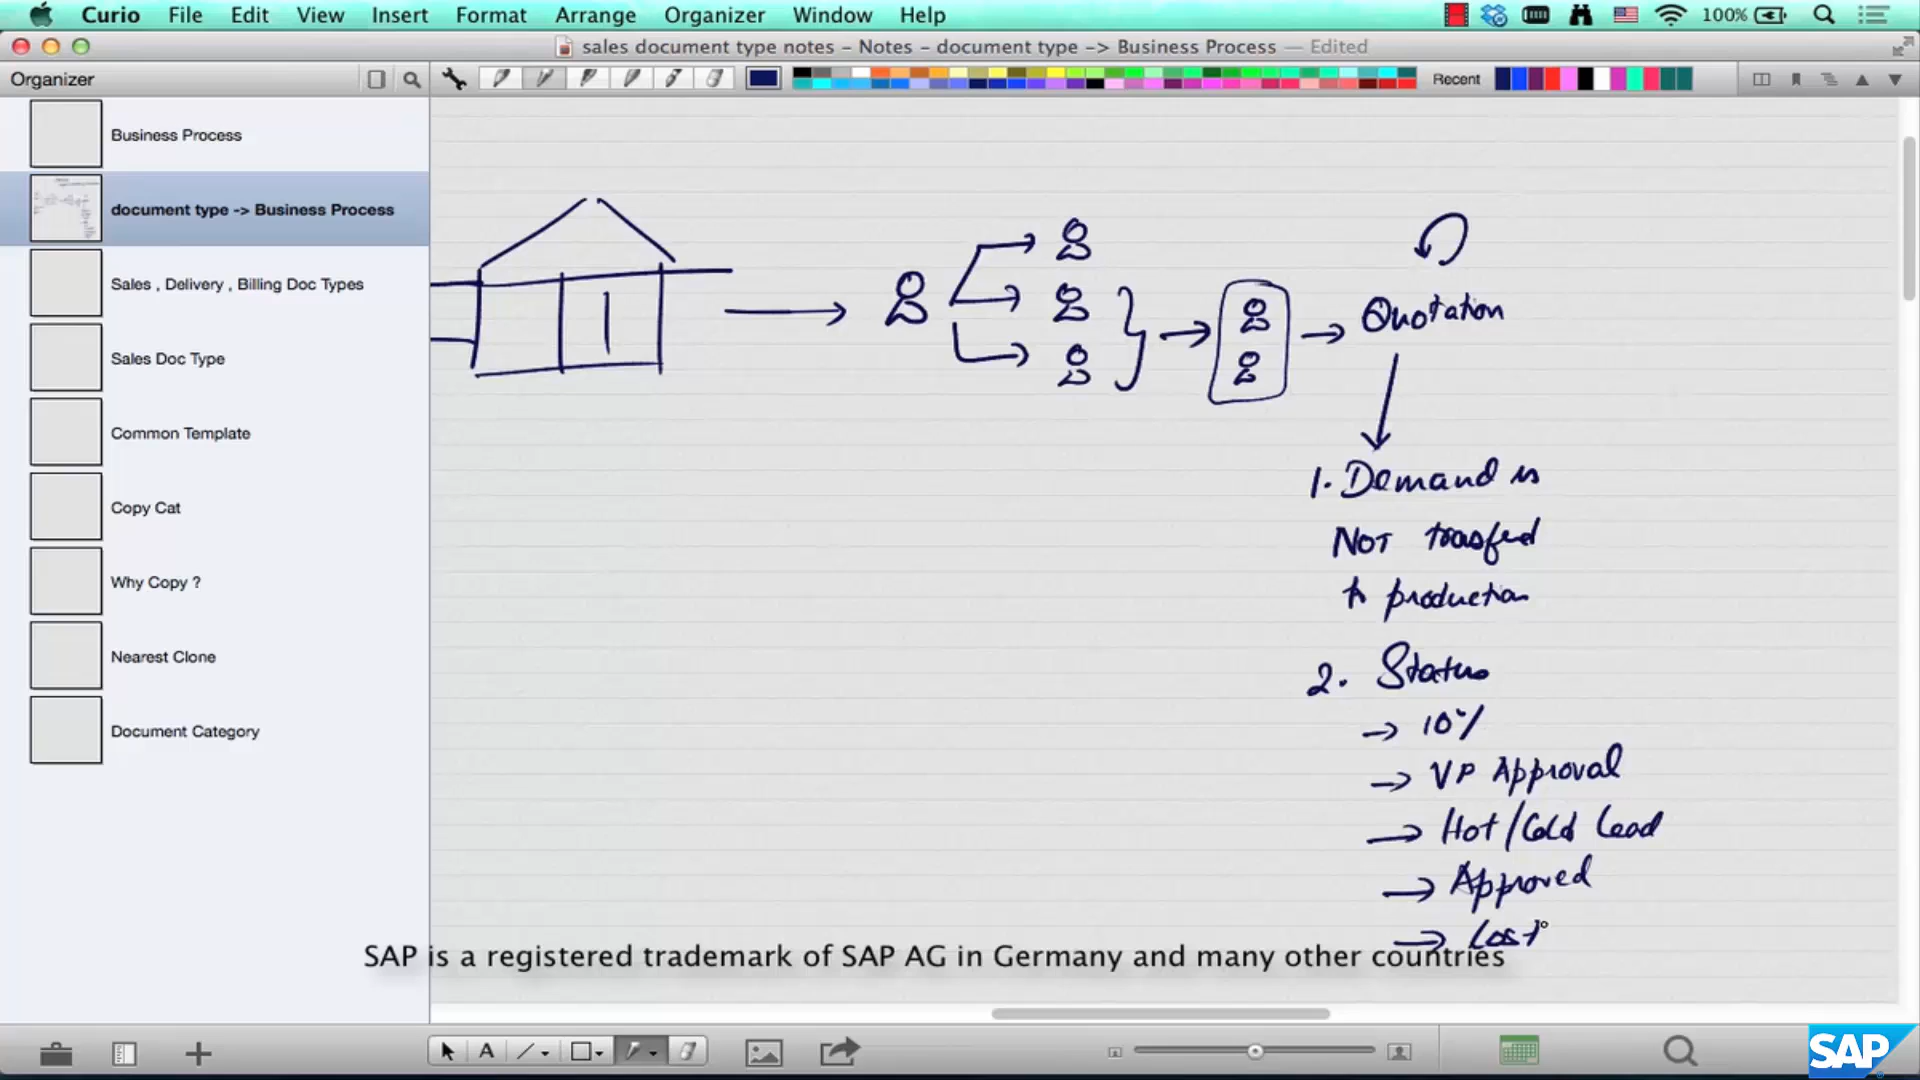 Curio File Edit View Insert Format Arrange Organizer Window Help 100%
sales document type notes – Notes – document type -> Business Process — Edited
Organizer
Recent
Business Process
document type -> Business Process
Sales , Delivery , Billing Doc Types
Sales Doc Type
Common Template
Copy Cat
Why Copy ?
Nearest Clone
Document Category
Quotation
1. Demand is
NOT trasfed
to production
2. Status
→ 10%
→ VP Approval
→ Hot/Cold Lead
→ Approved
→ Lost
SAP is a registered trademark of SAP AG in Germany and many other countries
A
SAP